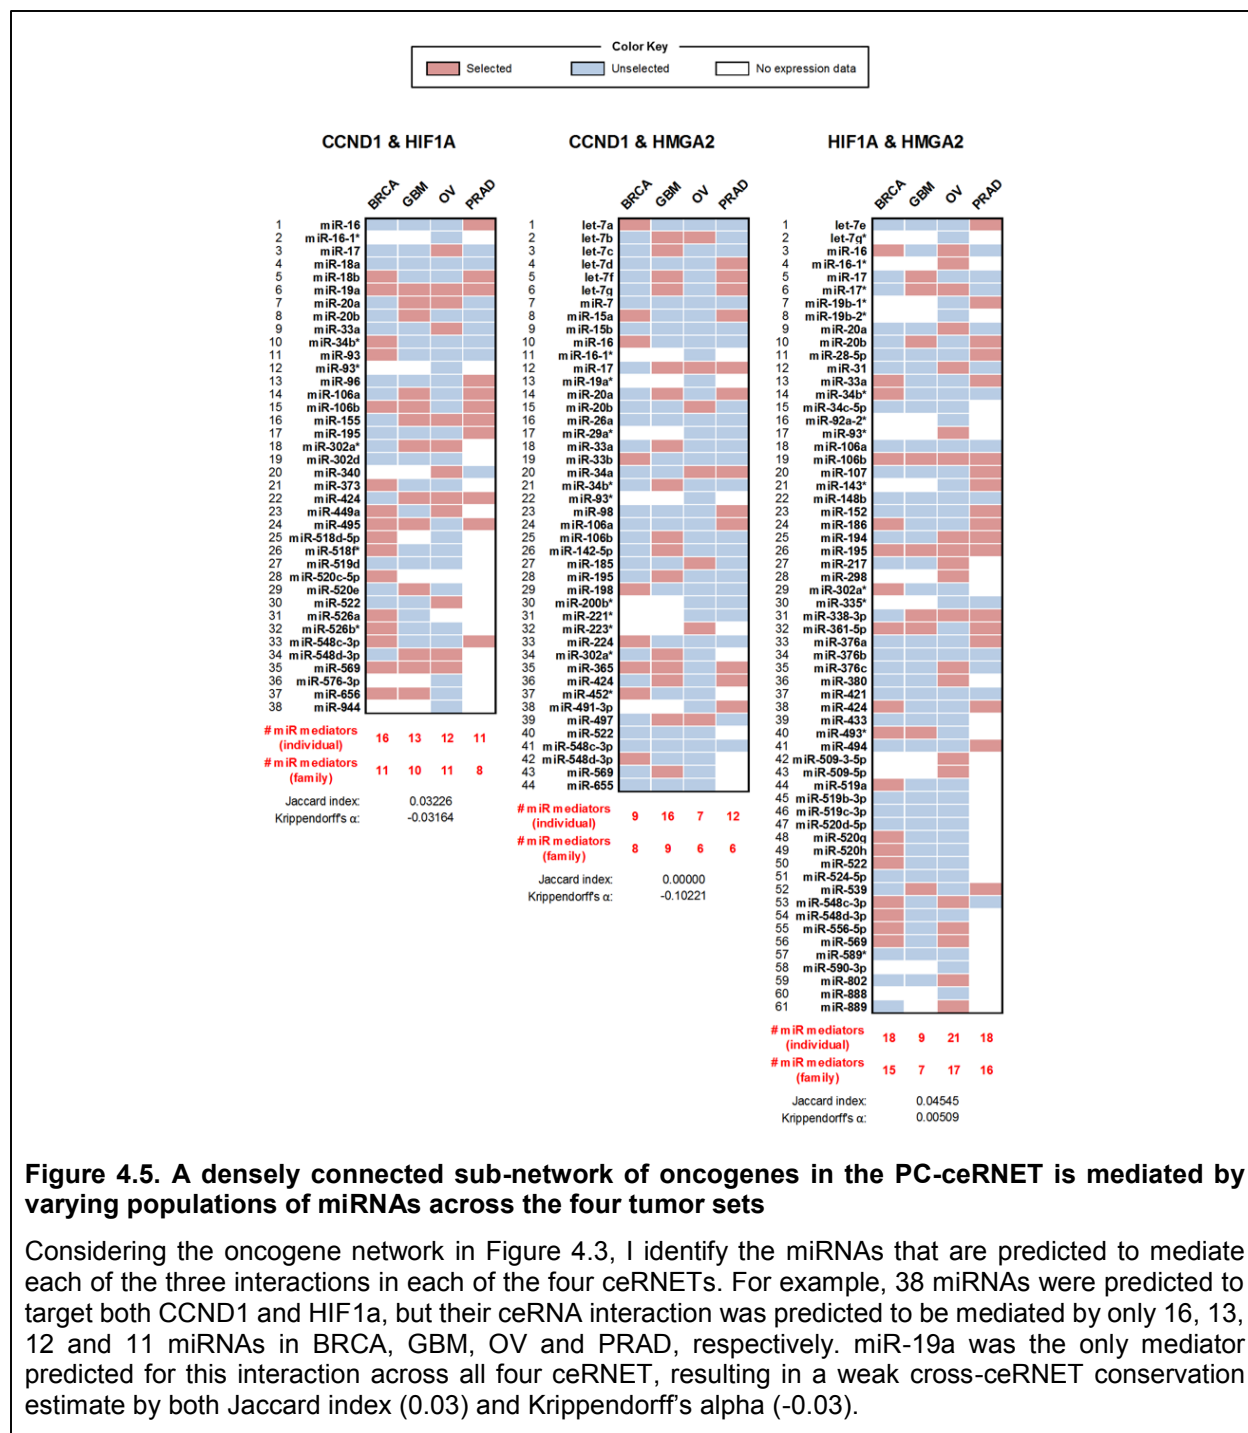 Color Key
Selected Unselected No expression data
CCND1 & HIF1A
BRCA GBM OV PRAD
1 miR-16
2 miR-16-1*
3 miR-17
4 miR-18a
5 miR-18b
6 miR-19a
7 miR-20a
8 miR-20b
9 miR-33a
10 miR-34b*
11 miR-93
12 miR-93*
13 miR-96
14 miR-106a
15 miR-106b
16 miR-155
17 miR-195
18 miR-302a*
19 miR-302d
20 miR-340
21 miR-373
22 miR-424
23 miR-449a
24 miR-495
25 miR-518d-5p
26 miR-518f*
27 miR-519d
28 miR-520c-5p
29 miR-520e
30 miR-522
31 miR-526a
32 miR-526b*
33 miR-548c-3p
34 miR-548d-3p
35 miR-569
36 miR-576-3p
37 miR-656
38 miR-944
# miR mediators
(individual) 16 13 12 11
# miR mediators
(family) 11 10 11 8
Jaccard index: 0.03226
Krippendorff's α: -0.03164
CCND1 & HMGA2
BRCA GBM OV PRAD
1 let-7a
2 let-7b
3 let-7c
4 let-7d
5 let-7f
6 let-7g
7 miR-7
8 miR-15a
9 miR-15b
10 miR-16
11 miR-16-1*
12 miR-17
13 miR-19a*
14 miR-20a
15 miR-20b
16 miR-26a
17 miR-29a*
18 miR-33a
19 miR-33b
20 miR-34a
21 miR-34b*
22 miR-93*
23 miR-98
24 miR-106a
25 miR-106b
26 miR-142-5p
27 miR-185
28 miR-195
29 miR-198
30 miR-200b*
31 miR-221*
32 miR-223*
33 miR-224
34 miR-302a*
35 miR-365
36 miR-424
37 miR-452*
38 miR-491-3p
39 miR-497
40 miR-522
41 miR-548c-3p
42 miR-548d-3p
43 miR-569
44 miR-655
# miR mediators
(individual) 9 16 7 12
# miR mediators
(family) 8 9 6 6
Jaccard index: 0.00000
Krippendorff's α: -0.10221
HIF1A & HMGA2
BRCA GBM OV PRAD
1 let-7e
2 let-7g*
3 miR-16
4 miR-16-1*
5 miR-17
6 miR-17*
7 miR-19b-1*
8 miR-19b-2*
9 miR-20a
10 miR-20b
11 miR-28-5p
12 miR-31
13 miR-33a
14 miR-34b*
15 miR-34c-5p
16 miR-92a-2*
17 miR-93*
18 miR-106a
19 miR-106b
20 miR-107
21 miR-143*
22 miR-148b
23 miR-152
24 miR-186
25 miR-194
26 miR-195
27 miR-217
28 miR-298
29 miR-302a*
30 miR-335*
31 miR-338-3p
32 miR-361-5p
33 miR-376a
34 miR-376b
35 miR-376c
36 miR-380
37 miR-421
38 miR-424
39 miR-433
40 miR-493*
41 miR-494
42 miR-509-3-5p
43 miR-509-5p
44 miR-519a
45 miR-519b-3p
46 miR-519c-3p
47 miR-520d-5p
48 miR-520g
49 miR-520h
50 miR-522
51 miR-524-5p
52 miR-539
53 miR-548c-3p
54 miR-548d-3p
55 miR-556-5p
56 miR-569
57 miR-589*
58 miR-590-3p
59 miR-802
60 miR-888
61 miR-889
# miR mediators
(individual) 18 9 21 18
# miR mediators
(family) 15 7 17 16
Jaccard index: 0.04545
Krippendorff's α: 0.00509
Figure 4.5. A densely connected sub-network of oncogenes in the PC-ceRNET is mediated by
varying populations of miRNAs across the four tumor sets
Considering the oncogene network in Figure 4.3, I identify the miRNAs that are predicted to mediate
each of the three interactions in each of the four ceRNETs. For example, 38 miRNAs were predicted to
target both CCND1 and HIF1a, but their ceRNA interaction was predicted to be mediated by only 16, 13,
12 and 11 miRNAs in BRCA, GBM, OV and PRAD, respectively. miR-19a was the only mediator
predicted for this interaction across all four ceRNET, resulting in a weak cross-ceRNET conservation
estimate by both Jaccard index (0.03) and Krippendorff's alpha (-0.03).